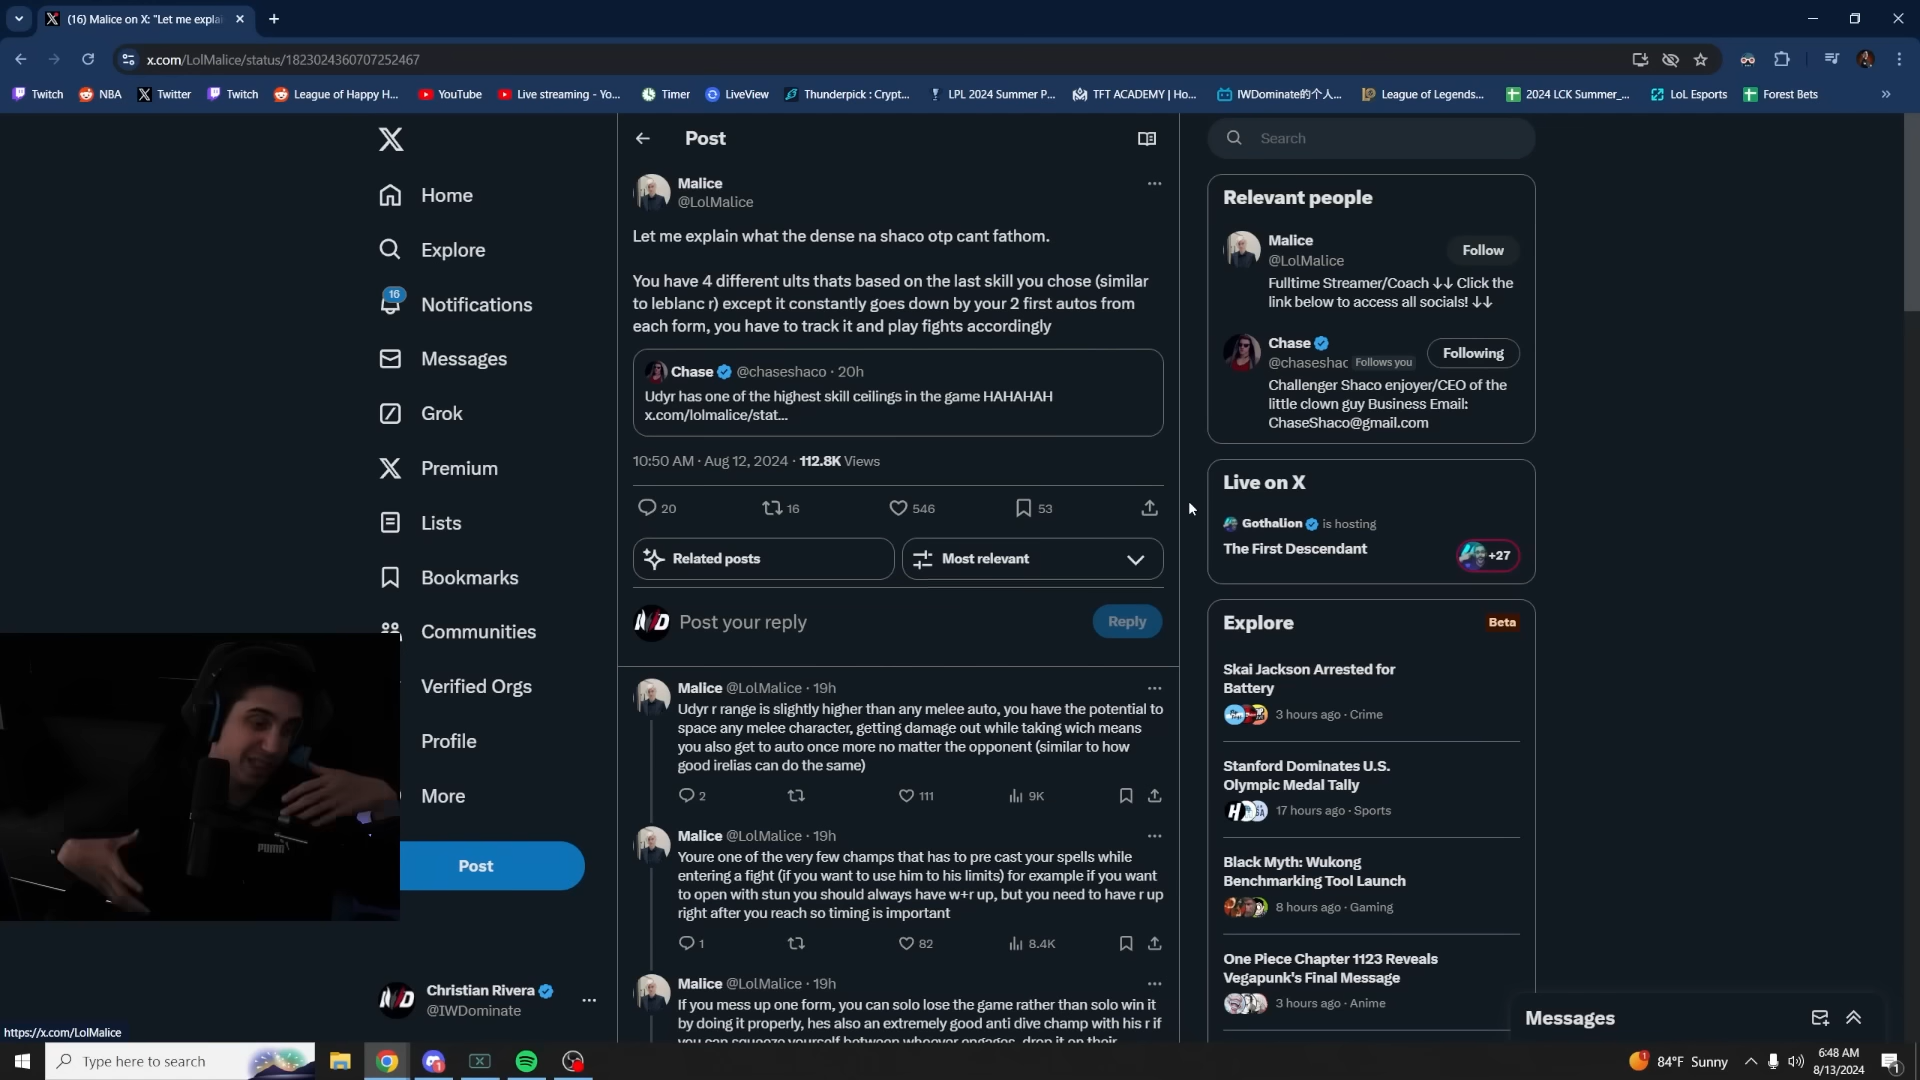 (16) Malice on X: "Let me expla
x.com/LolMalice/status/1823024360707252467
Twitch
NBA
Twitter
Twitch
League of Happy H...
YouTube
Live streaming - Yo...
Timer
LiveView
Thunderpick : Crypt...
LPL 2024 Summer P...
TFT ACADEMY | Ho...
IWDominate的个人...
League of Legends...
2024 LCK Summer_...
LoL Esports
Forest Bets
Home
Explore
16
Notifications
Messages
Grok
Premium
Lists
Bookmarks
Communities
Verified Orgs
Profile
More
Post
Christian Rivera
@IWDominate
Post
Malice
@LolMalice
Let me explain what the dense na shaco otp cant fathom.
You have 4 different ults thats based on the last skill you chose (similar
to leblanc r) except it constantly goes down by your 2 first autos from
each form, you have to track it and play fights accordingly
Chase @chaseshaco · 20h
Udyr has one of the highest skill ceilings in the game HAHAHAH
x.com/lolmalice/stat...
10:50 AM · Aug 12, 2024 · 112.8K Views
20 16 546 53
Related posts
Most relevant
Post your reply
Reply
Malice @LolMalice · 19h
Udyr r range is slightly higher than any melee auto, you have the potential to
space any melee character, getting damage out while taking wich means
you also get to auto once more no matter the opponent (similar to how
good irelias can do the same)
2 111 9K
Malice @LolMalice · 19h
Youre one of the very few champs that has to pre cast your spells while
entering a fight (if you want to use him to his limits) for example if you want
to open with stun you should always have w+r up, but you need to have r up
right after you reach so timing is important
1 82 8.4K
Malice @LolMalice · 19h
If you mess up one form, you can solo lose the game rather than solo win it
by doing it properly, hes also an extremely good anti dive champ with his r if
you can squeeze yourself between whoever engages, drop it on their
Search
Relevant people
Malice
@LolMalice
Follow
Fulltime Streamer/Coach ↓↓ Click the
link below to access all socials! ↓↓
Chase
@chaseshac Follows you
Following
Challenger Shaco enjoyer/CEO of the
little clown guy Business Email:
ChaseShaco@gmail.com
Live on X
Gothalion is hosting
The First Descendant
+27
Explore
Beta
Skai Jackson Arrested for
Battery
3 hours ago · Crime
Stanford Dominates U.S.
Olympic Medal Tally
17 hours ago · Sports
Black Myth: Wukong
Benchmarking Tool Launch
8 hours ago · Gaming
One Piece Chapter 1123 Reveals
Vegapunk's Final Message
3 hours ago · Anime
Messages
PUMA
https://x.com/LolMalice
Type here to search
84°F Sunny
6:48 AM
8/13/2024